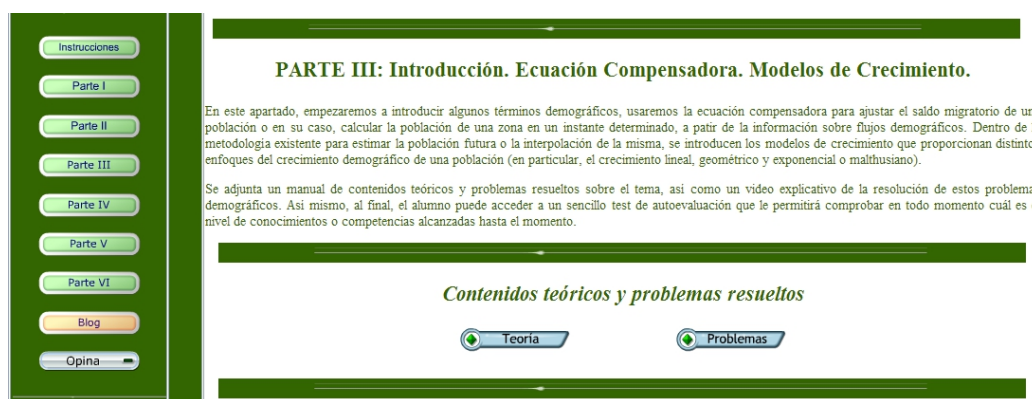 Instrucciones
Parte I
Parte II
Parte III
Parte IV
Parte V
Parte VI
Blog
Opina
PARTE III: Introducción. Ecuación Compensadora. Modelos de Crecimiento.
En este apartado, empezaremos a introducir algunos términos demográficos, usaremos la ecuación compensadora para ajustar el saldo migratorio de
población o en su caso, calcular la población de una zona en un instante determinado, a patir de la información sobre flujos demográficos. Dentro de
metodología existente para estimar la población futura o la interpolación de la misma, se introducen los modelos de crecimiento que proporcionan
enfoques del crecimiento demográfico de una población (en particular, el crecimiento lineal, geométrico y exponencial o malthusiano).
Se adjunta un manual de contenidos teóricos y problemas resueltos sobre el tema, asi como un video explicativo de la resolución de estos
demográficos. Asi mismo, al final, el alumno puede acceder a un sencillo test de autoevaluación que le permitirá comprobar en todo momento cuál es
nivel de conocimientos o competencias alcanzadas hasta el momento.
Contenidos teóricos y problemas resueltos
Teoría
Problemas